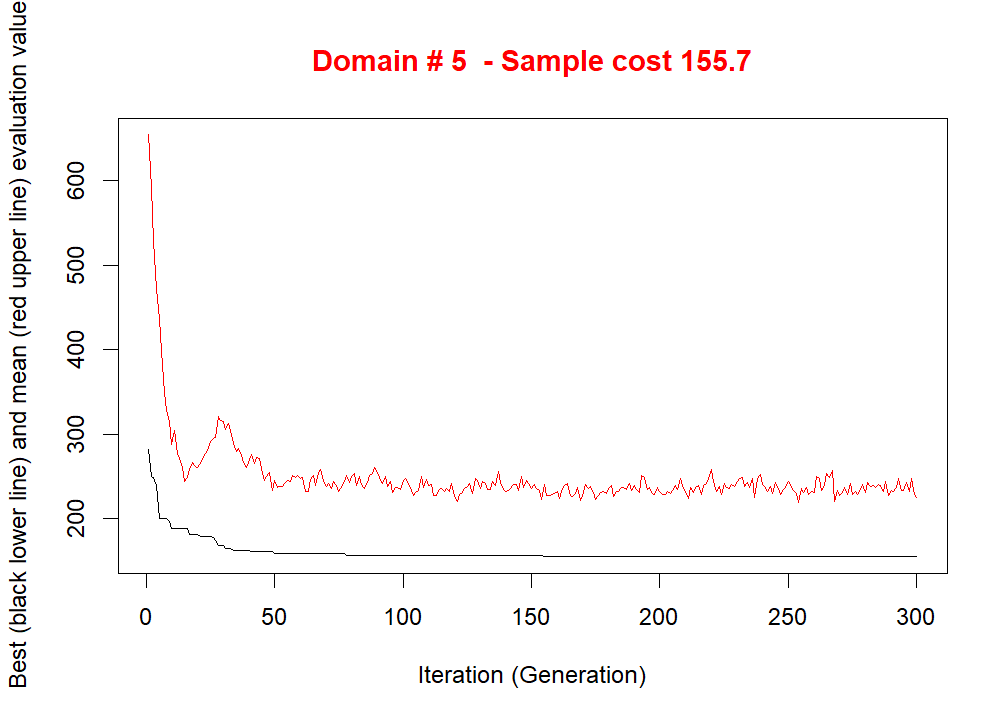 Domain # 5  - Sample cost 155.7
Best (black lower line) and mean (red upper line) evaluation value
600
500
400
300
200
0 50 100 150 200 250 300
Iteration (Generation)